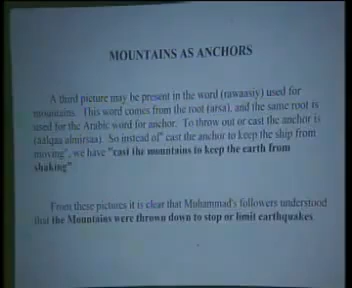 MOUNTAINS AS ANCHORS
A third picture may be present in the word (rawaasiy) used for
mountains. This word comes from the root (arsa), and the same root is
used for the Arabic word for anchor. To throw out or cast the anchor is
(aalqaa almirsaa). So instead of" cast the anchor to keep the ship from
moving", we have "cast the mountains to keep the earth from
shaking"
From these pictures it is clear that Muhammad's followers understood
that the Mountains were thrown down to stop or limit earthquakes